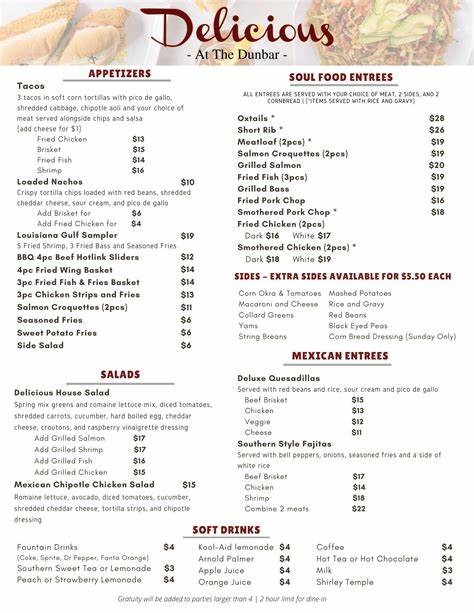 Delicious
- At The Dunbar -
APPETIZERS
Tacos
3 tacos in soft corn tortillas with pico de gallo,
shredded cabbage, chipotle aoli and your choice of
meat served alongside chips and salsa
(add cheese for $1)
Fried Chicken $13
Brisket $15
Fried Fish $14
Shrimp $16
Loaded Nachos $10
Crispy tortilla chips loaded with red beans, shredded
cheddar cheese, sour cream, and pico de gallo
Add Brisket for $6
Add Fried Chicken for $4
Louisiana Gulf Sampler $19
5 Fried Shrimp, 3 Fried Bass and Seasoned Fries
BBQ 4pc Beef Hotlink Sliders $12
4pc Fried Wing Basket $14
3pc Fried Fish & Fries Basket $14
3pc Chicken Strips and Fries $13
Salmon Croquettes (2pcs) $11
Seasoned Fries $6
Sweet Potato Fries $6
Side Salad $6
SALADS
Delicious House Salad
Spring mix greens and romaine lettuce mix, diced tomatoes,
shredded carrots, cucumber, hard boiled egg, cheddar
cheese, croutons, and raspberry vinaigrette dressing
Add Grilled Salmon $17
Add Grilled Shrimp $17
Add Grilled Fish $16
Add Grilled Chicken $15
Mexican Chipotle Chicken Salad $15
Romaine lettuce, avocado, diced tomatoes, cucumber,
shredded cheddar cheese, tortilla strips, and chipotle
dressing
SOUL FOOD ENTREES
ALL ENTREES ARE SERVED WITH YOUR CHOICE OF MEAT, 2 SIDES, AND 2
CORNBREAD | (*ITEMS SERVED WITH RICE AND GRAVY)
Oxtails * $28
Short Rib * $26
Meatloaf (2pcs) * $19
Salmon Croquettes (2pcs) $19
Grilled Salmon $20
Fried Fish (3pcs) $19
Grilled Bass $19
Fried Pork Chop $16
Smothered Pork Chop * $18
Fried Chicken (2pc)
Dark $16 White $17
Smothered Chicken (2pc) *
Dark $18 White $19
SIDES – EXTRA SIDES AVAILABLE FOR $5.50 EACH
Corn Okra & Tomatoes Mashed Potatoes
Macaroni and Cheese Rice and Gravy
Collard Greens Red Beans
Yams Black Eyed Peas
String Breans Corn Bread Dressing (Sunday Only)
MEXICAN ENTREES
Deluxe Quesadillas
Served with red beans and rice, sour cream and pico de gallo
Beef Brisket $15
Chicken $13
Veggie $12
Cheese $11
Southern Style Fajitas
Served with bell peppers, onions, seasoned fries and a side of
white rice
Beef Brisket $17
Chicken $14
Shrimp $18
Combine 2 meats $22
SOFT DRINKS
Fountain Drinks $4
(Coke, Sprite, Dr Pepper, Fanta Orange)
Southern Sweet Tea or Lemonade $3
Peach or Strawberry Lemonade $4
Kool-Aid lemonade $4
Arnold Palmer $4
Apple Juice $4
Orange Juice $4
Coffee $4
Hot Tea or Hot Chocolate $4
Milk $3
Shirley Temple $4
Gratuity will be added to parties larger than 4 | 2 hour limit for dine-in